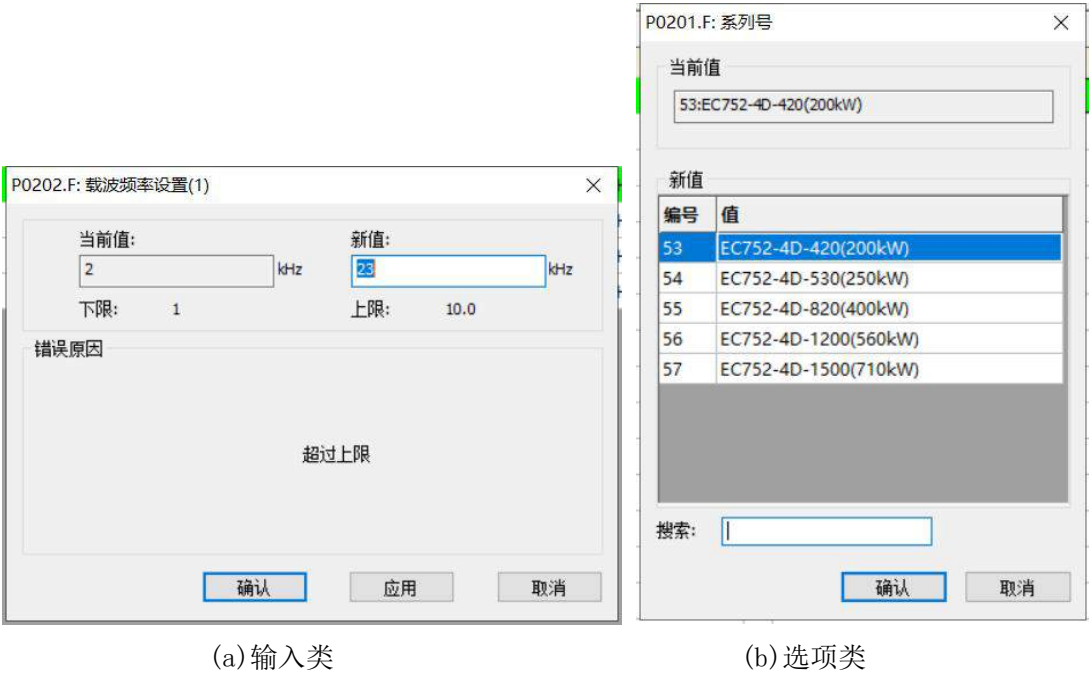 P0202.F: 载波频率设置(1)
当前值:
新值:
2
kHz
23
kHz
下限: 1
上限: 10.0
错误原因
超过上限
确认 应用 取消
(a)输入类
P0201.F: 系列号
当前值
53:EC752-4D-420(200kW)
新值
编号 值
53 EC752-4D-420(200kW)
54 EC752-4D-530(250kW)
55 EC752-4D-820(400kW)
56 EC752-4D-1200(560kW)
57 EC752-4D-1500(710kW)
搜索:
确认 取消
(b)选项类